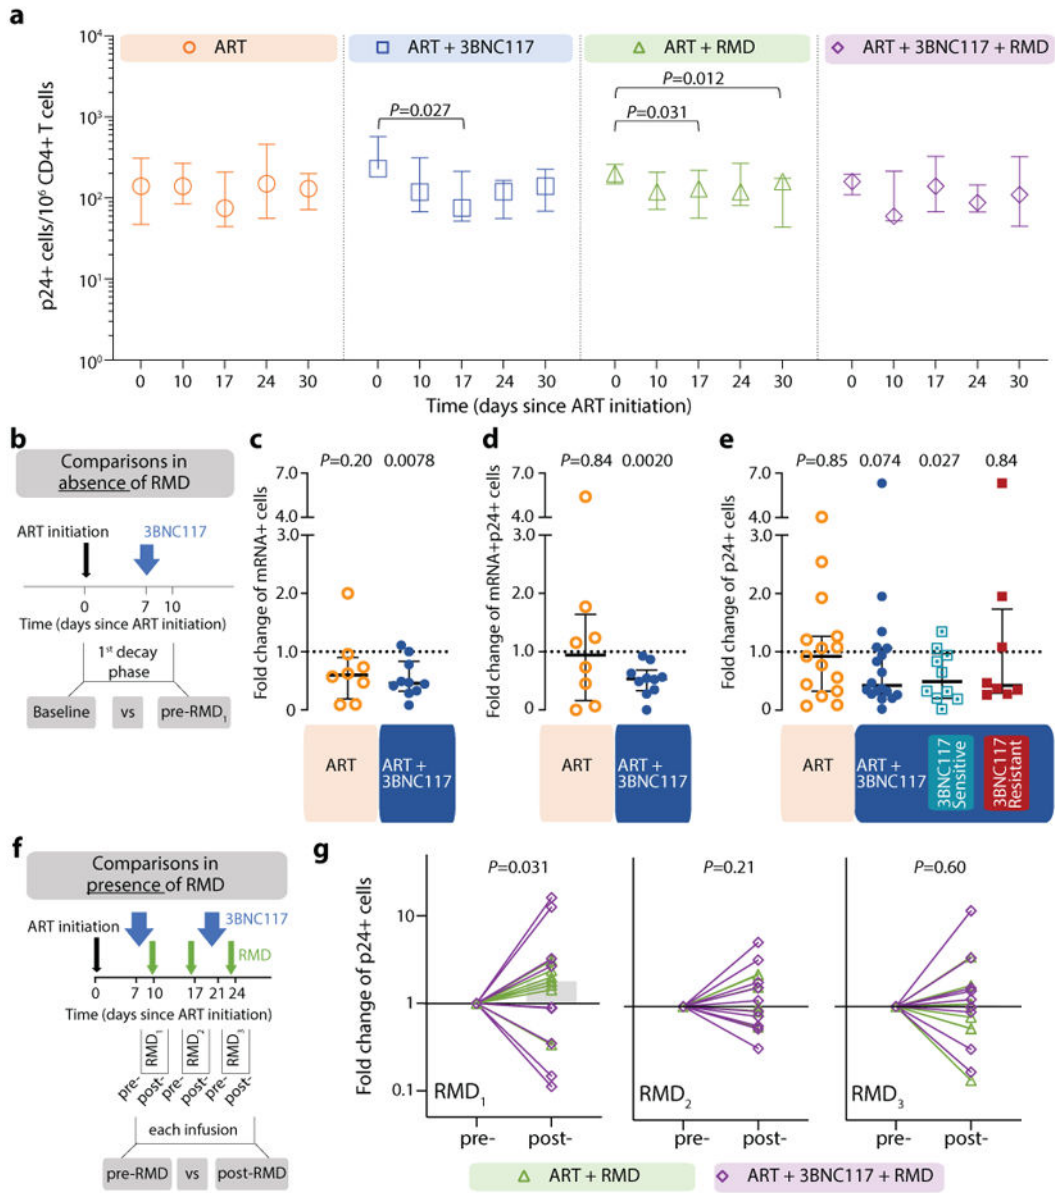 a
ART
ART + 3BNC117
ART + RMD
ART + 3BNC117 + RMD
p24+ cells/10⁶ CD4+ T cells
10⁴
10³
10²
10¹
10⁰
P=0.027
P=0.012
P=0.031
0 10 17 24 30 0 10 17 24 30 0 10 17 24 30 0 10 17 24 30
Time (days since ART initiation)
b
Comparisons in
absence of RMD
ART initiation
3BNC117
0 7 10
Time (days since ART initiation)
1st decay
phase
Baseline vs pre-RMD1
c
P=0.20 0.0078
Fold change of mRNA+ cells
7.0
4.0
3.0
2.0
1.0
0
ART
ART +
3BNC117
d
P=0.84 0.0020
Fold change of mRNA+p24+ cells
7.0
4.0
3.0
2.0
1.0
0
ART
ART +
3BNC117
e
P=0.85 0.074 0.027 0.84
Fold change of p24+ cells
7.0
4.0
3.0
2.0
1.0
0
ART
ART +
3BNC117
3BNC117
Sensitive
3BNC117
Resistant
f
Comparisons in
presence of RMD
ART initiation
3BNC117
RMD
0 7 10 17 21 24
Time (days since ART initiation)
RMD1 RMD2 RMD3
pre- post- pre- post- pre- post-
each infusion
pre-RMD vs post-RMD
g
Fold change of p24+ cells
10
1
0.1
P=0.031
P=0.21
P=0.60
RMD1
RMD2
RMD3
pre- post- pre- post- pre- post-
ART + RMD
ART + 3BNC117 + RMD